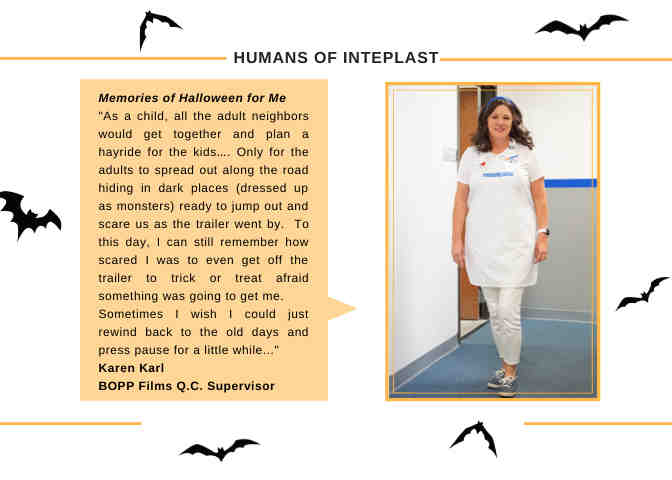 HUMANS OF INTEPLAST
Memories of Halloween for Me
"As a child, all the adult neighbors
would get together and plan a
hayride for the kids.... Only for the
adults to spread out along the road
hiding in dark places (dressed up
as monsters) ready to jump out and
scare us as the trailer went by. To
this day, I can still remember how
scared I was to even get off the
trailer to trick or treat afraid
something was going to get me.
Sometimes I wish I could just
rewind back to the old days and
press pause for a little while..."
Karen Karl
BOPP Films Q.C. Supervisor